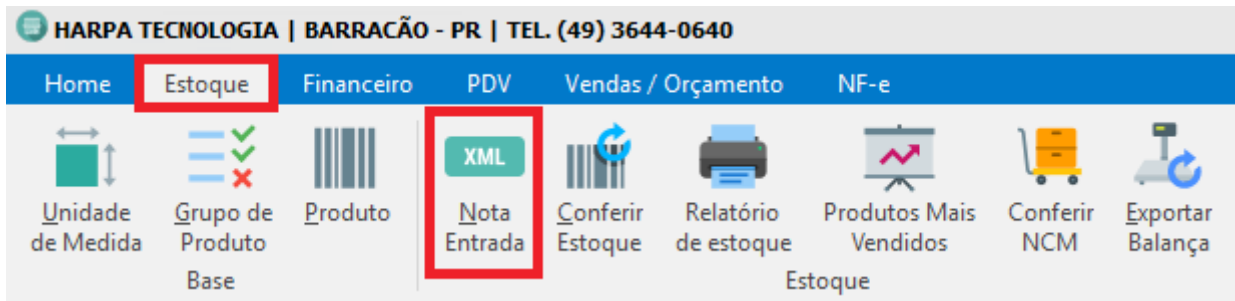 HARPA TECNOLOGIA | BARRACÃO - PR | TEL. (49) 3644-0640
Home Estoque Financeiro PDV Vendas / Orçamento NF-e
XML
Unidade de Medida
Grupo de Produto
Produto
Nota Entrada
Conferir Estoque
Relatório de estoque
Produtos Mais Vendidos
Conferir NCM
Exportar Balança
Base
Estoque